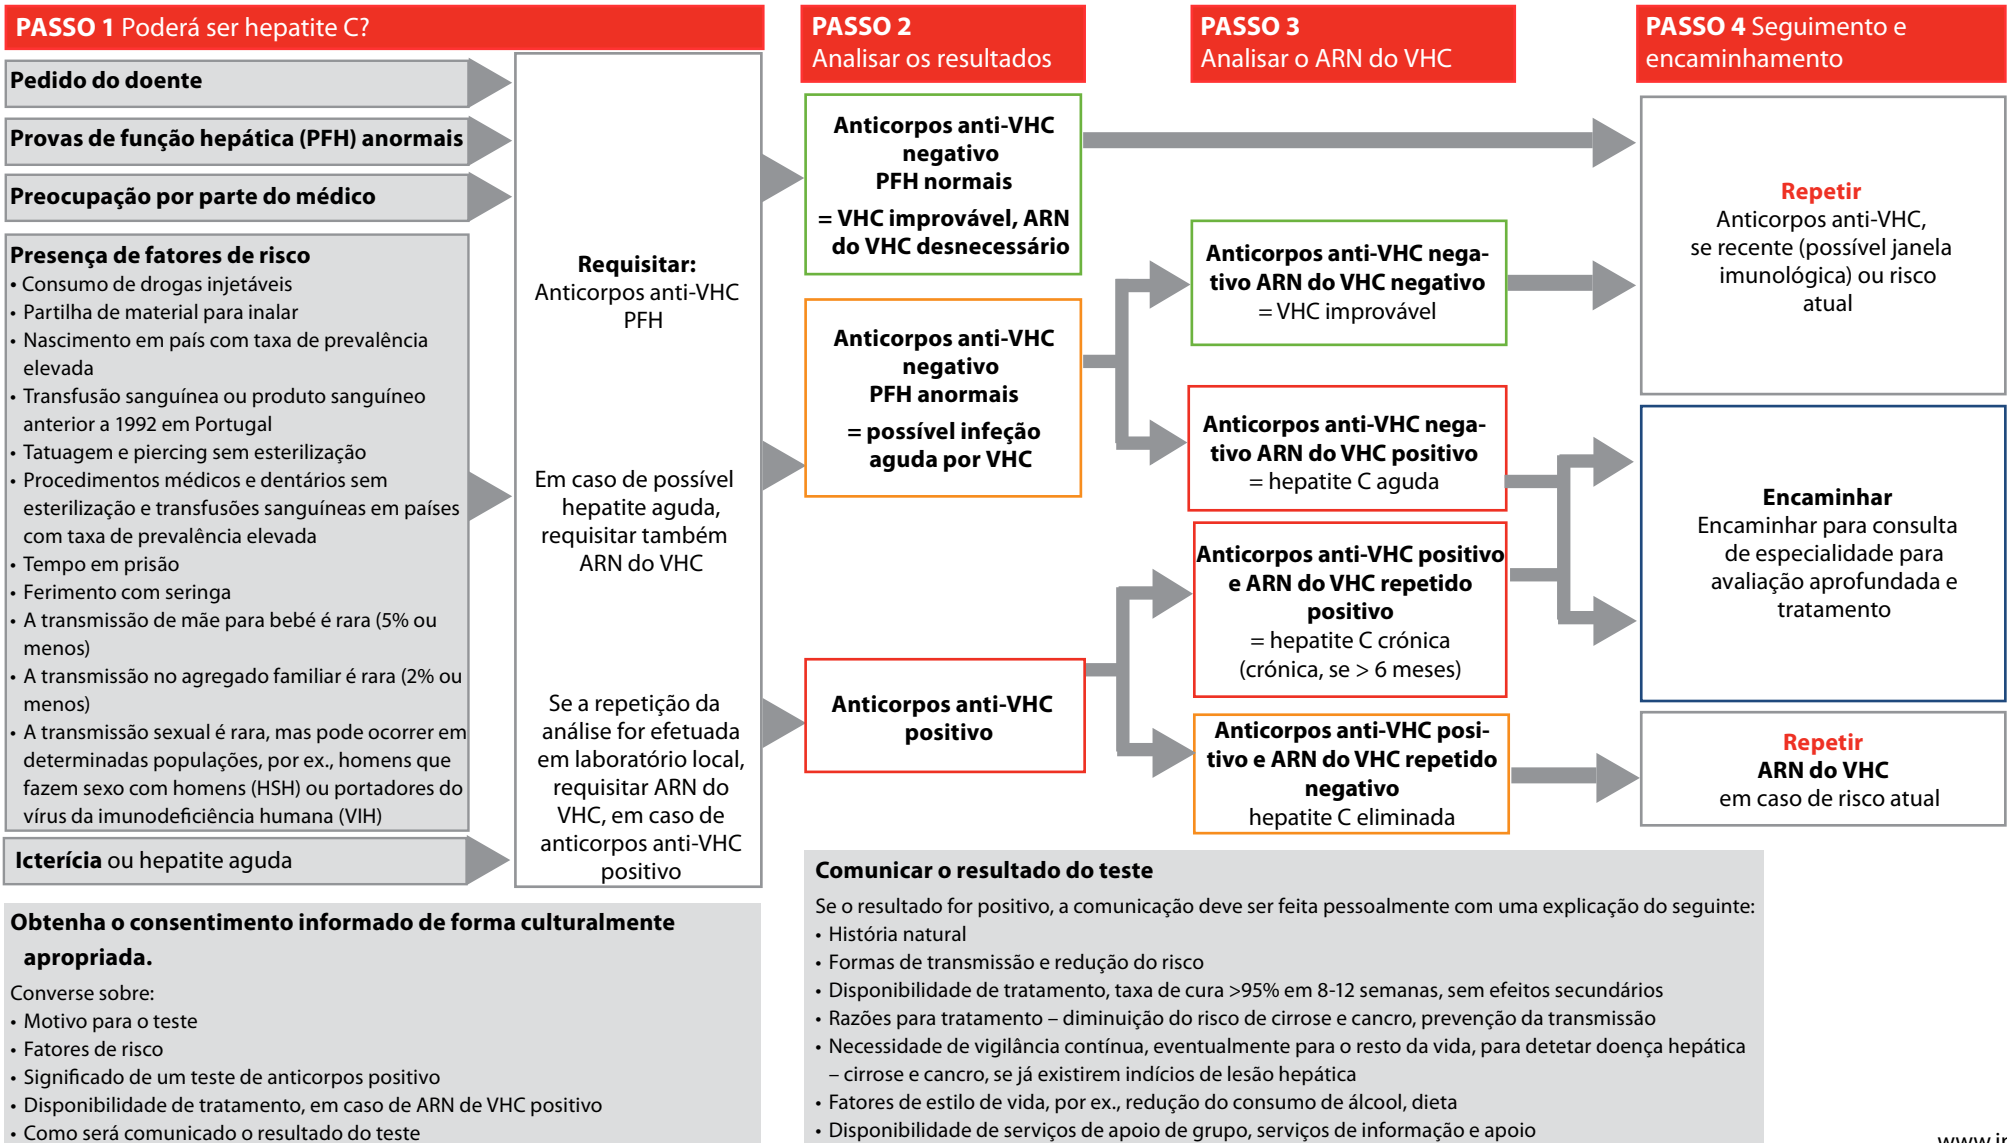 PASSO 1 Poderá ser hepatite C?
Pedido do doente
Provas de função hepática (PFH) anormais
Preocupação por parte do médico
Presença de fatores de risco
• Consumo de drogas injetáveis
• Partilha de material para inalar
• Nascimento em país com taxa de prevalência
elevada
• Transfusão sanguínea ou produto sanguíneo
anterior a 1992 em Portugal
• Tatuagem e piercing sem esterilização
• Procedimentos médicos e dentários sem
esterilização e transfusões sanguíneas em países
com taxa de prevalência elevada
• Tempo em prisão
• Ferimento com seringa
• A transmissão de mãe para bebé é rara (5% ou
menos)
• A transmissão no agregado familiar é rara (2% ou
menos)
• A transmissão sexual é rara, mas pode ocorrer em
determinadas populações, por ex., homens que
fazem sexo com homens (HSH) ou portadores do
vírus da imunodeficiência humana (VIH)
Icterícia ou hepatite aguda
Requisitar:
Anticorpos anti-VHC
PFH
Em caso de possível
hepatite aguda,
requisitar também
ARN do VHC
Se a repetição da
análise for efetuada
em laboratório local,
requisitar ARN do
VHC, em caso de
anticorpos anti-VHC
positivo
PASSO 2
Analisar os resultados
Anticorpos anti-VHC
negativo
PFH normais
= VHC improvável, ARN
do VHC desnecessário
Anticorpos anti-VHC
negativo
PFH anormais
= possível infeção
aguda por VHC
Anticorpos anti-VHC
positivo
PASSO 3
Analisar o ARN do VHC
Anticorpos anti-VHC nega-
tivo ARN do VHC negativo
= VHC improvável
Anticorpos anti-VHC nega-
tivo ARN do VHC positivo
= hepatite C aguda
Anticorpos anti-VHC positivo
e ARN do VHC repetido
positivo
= hepatite C crónica
(crónica, se > 6 meses)
Anticorpos anti-VHC posi-
tivo e ARN do VHC repetido
negativo
hepatite C eliminada
PASSO 4 Seguimento e
encaminhamento
Repetir
Anticorpos anti-VHC,
se recente (possível janela
imunológica) ou risco
atual
Encaminhar
Encaminhar para consulta
de especialidade para
avaliação aprofundada e
tratamento
Repetir
ARN do VHC
em caso de risco atual
Obtenha o consentimento informado de forma culturalmente
apropriada.
Converse sobre:
• Motivo para o teste
• Fatores de risco
• Significado de um teste de anticorpos positivo
• Disponibilidade de tratamento, em caso de ARN de VHC positivo
• Como será comunicado o resultado do teste
Comunicar o resultado do teste
Se o resultado for positivo, a comunicação deve ser feita pessoalmente com uma explicação do seguinte:
• História natural
• Formas de transmissão e redução do risco
• Disponibilidade de tratamento, taxa de cura >95% em 8-12 semanas, sem efeitos secundários
• Razões para tratamento – diminuição do risco de cirrose e cancro, prevenção da transmissão
• Necessidade de vigilância contínua, eventualmente para o resto da vida, para detetar doença hepática
– cirrose e cancro, se já existirem indícios de lesão hepática
• Fatores de estilo de vida, por ex., redução do consumo de álcool, dieta
• Disponibilidade de serviços de apoio de grupo, serviços de informação e apoio